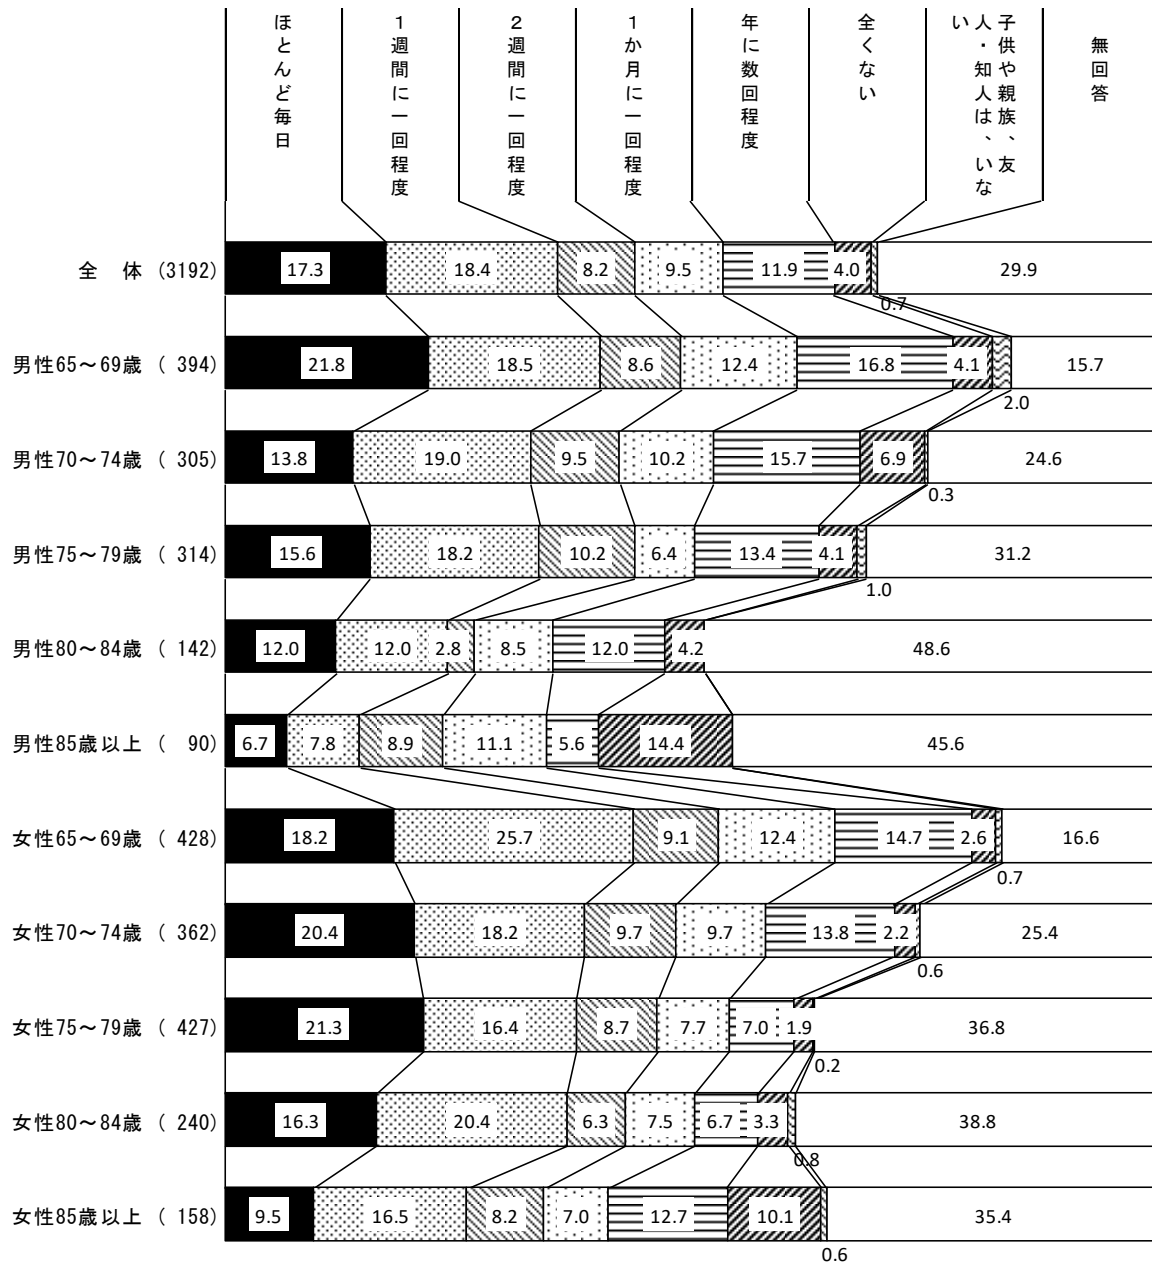 ほとんど毎日
１週間に一回程度
２週間に一回程度
１か月に一回程度
年に数回程度
全くない
子供や親族、友
人・知人は、いな
い
無回答
全　体 (3192) 17.3 18.4 8.2 9.5 11.9 4.0 29.9
0.7
男性65～69歳 ( 394) 21.8 18.5 8.6 12.4 16.8 4.1 15.7
2.0
男性70～74歳 ( 305) 13.8 19.0 9.5 10.2 15.7 6.9 24.6
0.3
男性75～79歳 ( 314) 15.6 18.2 10.2 6.4 13.4 4.1 31.2
1.0
男性80～84歳 ( 142) 12.0 12.0 2.8 8.5 12.0 4.2 48.6
男性85歳以上 ( 90) 6.7 7.8 8.9 11.1 5.6 14.4 45.6
女性65～69歳 ( 428) 18.2 25.7 9.1 12.4 14.7 2.6 16.6
0.7
女性70～74歳 ( 362) 20.4 18.2 9.7 9.7 13.8 2.2 25.4
0.6
女性75～79歳 ( 427) 21.3 16.4 8.7 7.7 7.0 1.9 36.8
0.2
女性80～84歳 ( 240) 16.3 20.4 6.3 7.5 6.7 3.3 38.8
0.8
女性85歳以上 ( 158) 9.5 16.5 8.2 7.0 12.7 10.1 35.4
0.6